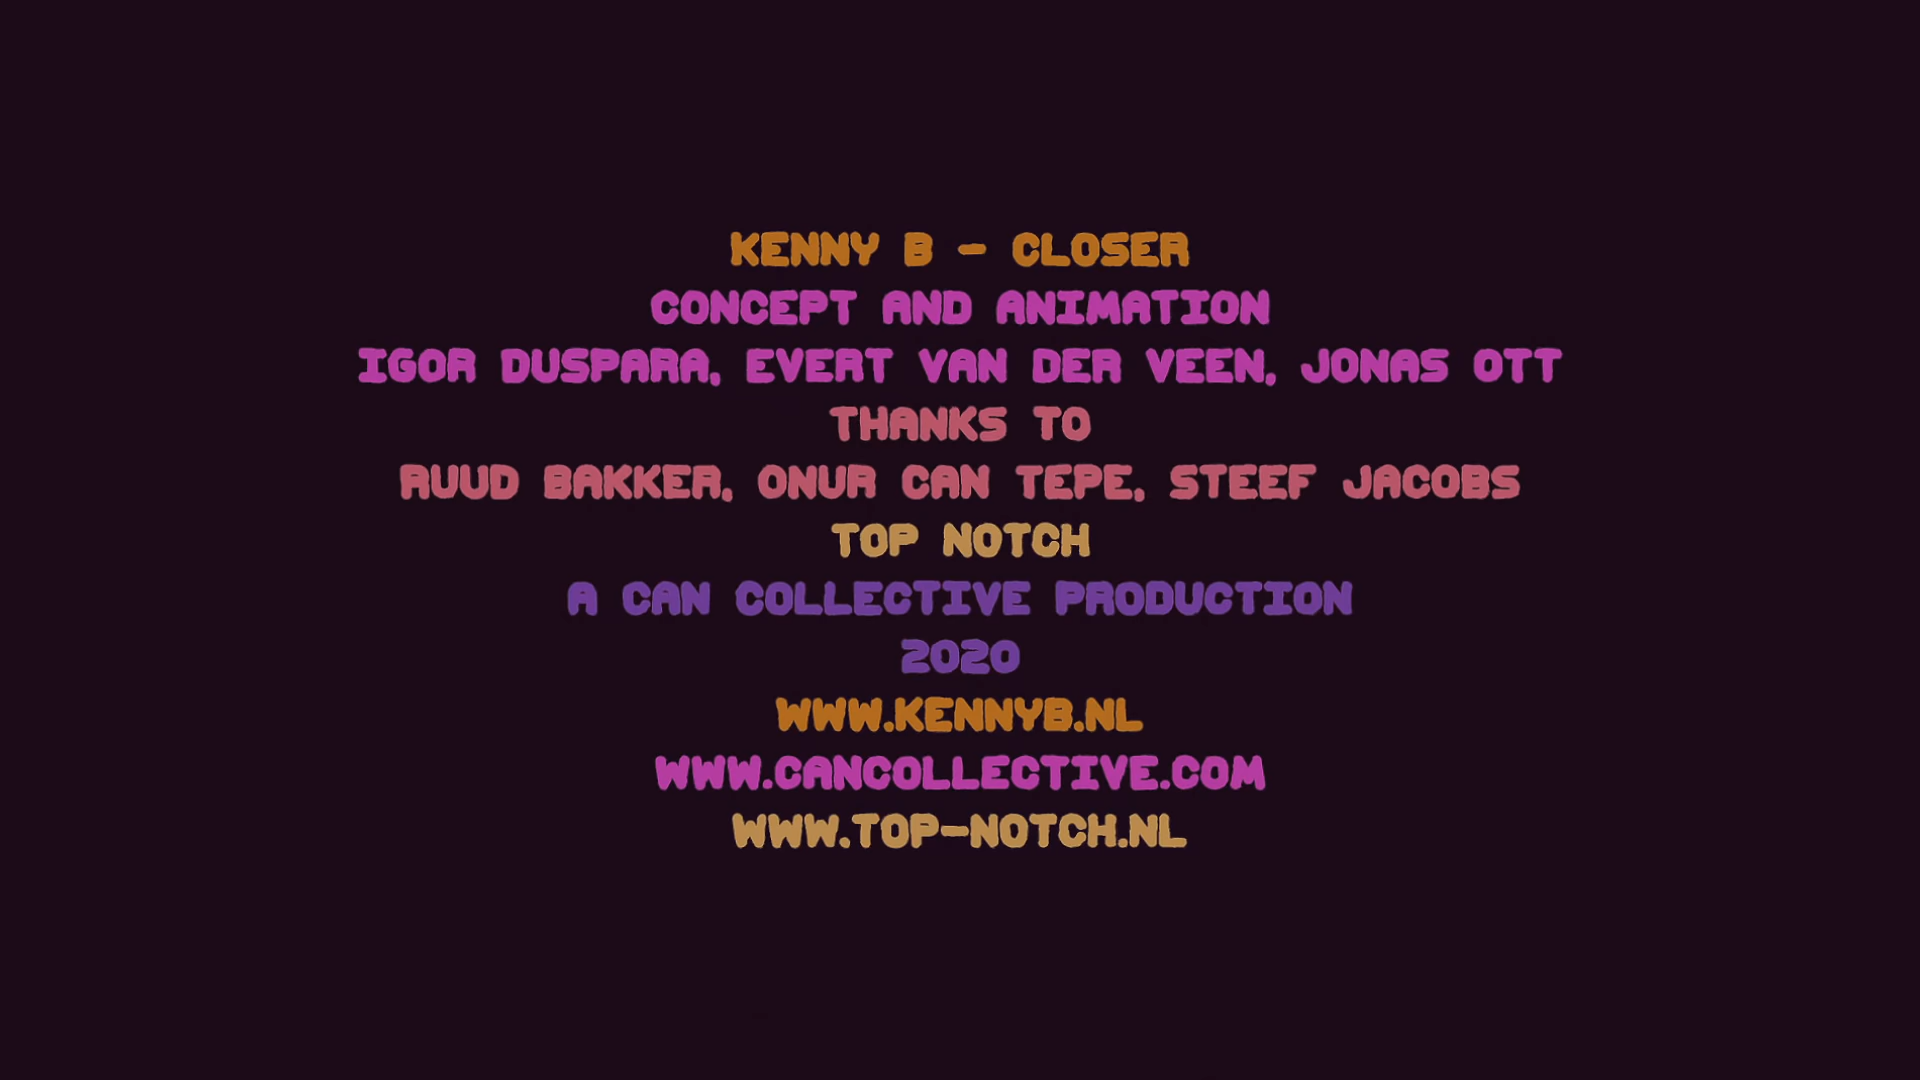 KENNY B - CLOSER
CONCEPT AND ANIMATION
IGOR DUSPARA, EVERT VAN DER VEEN, JONAS OTT
THANKS TO
RUUD BAKKER, ONUR CAN TEPE, STEEF JACOBS
TOP NOTCH
A CAN COLLECTIVE PRODUCTION
2020
WWW.KENNYB.NL
WWW.CANCOLLECTIVE.COM
WWW.TOP-NOTCH.NL